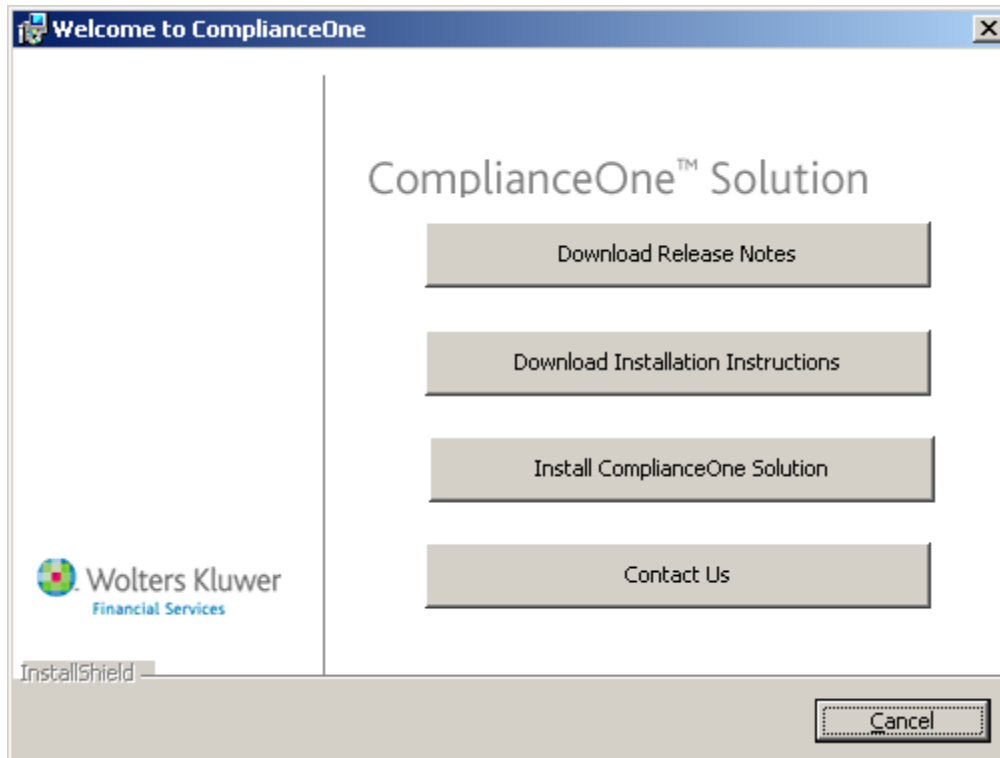 Welcome to ComplianceOne
ComplianceOne™ Solution
Download Release Notes
Download Installation Instructions
Install ComplianceOne Solution
Contact Us
Wolters Kluwer
Financial Services
InstallShield
Cancel